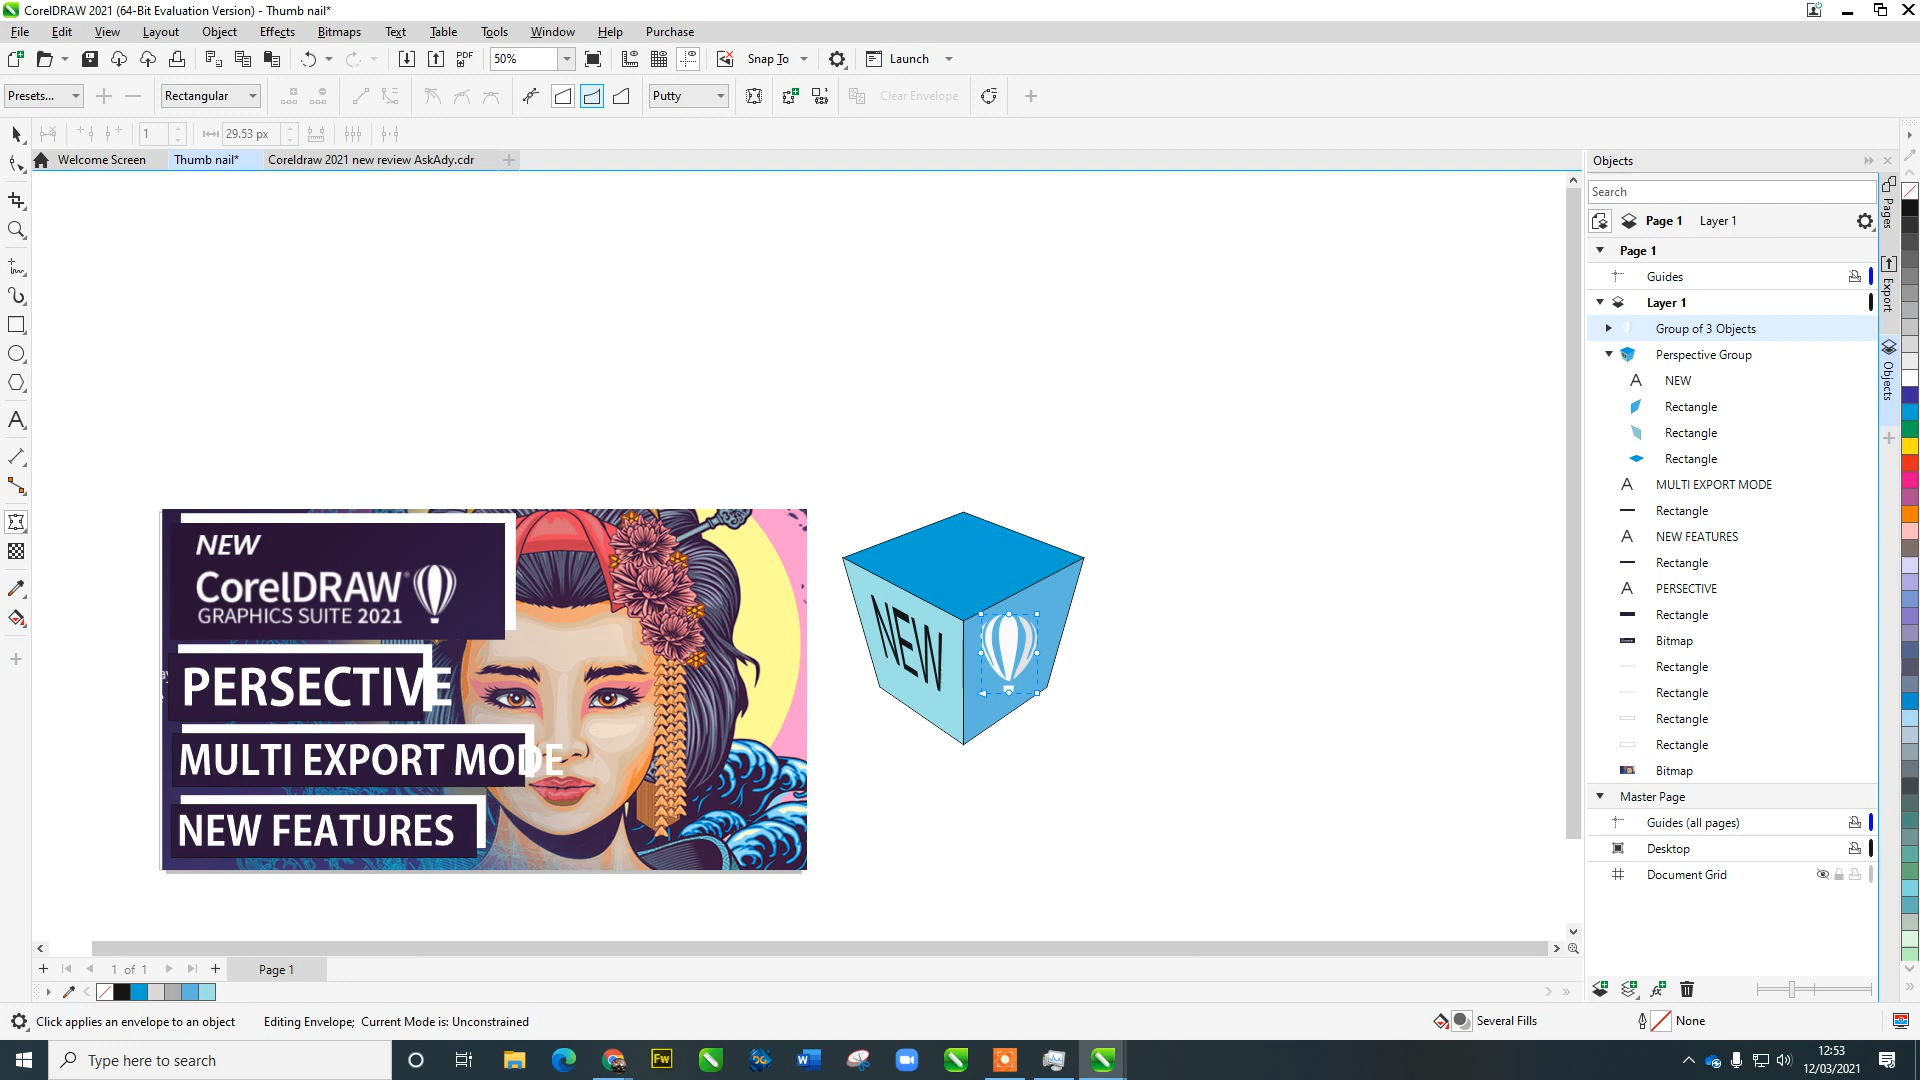 CorelDRAW 2021 (64-Bit Evaluation Version) - Thumb nail*
File Edit View Layout Object Effects Bitmaps Text Table Tools Window Help Purchase
PDF 50% Snap To Launch
Presets... Rectangular Putty Clear Envelope
1 29.53 px
Welcome Screen Thumb nail* Coreldraw 2021 new review AskAdy.cdr
Objects
Search
Page 1 Layer 1
Page 1
Guides
Layer 1
Group of 3 Objects
Perspective Group
NEW
Rectangle
Rectangle
Rectangle
MULTI EXPORT MODE
Rectangle
NEW FEATURES
Rectangle
PERSPECTIVE
Rectangle
Bitmap
Rectangle
Rectangle
Rectangle
Rectangle
Bitmap
Master Page
Guides (all pages)
Desktop
Document Grid
Pages
Export
Objects
NEW
CorelDRAW®
GRAPHICS SUITE 2021
PERSECTIVE
MULTI EXPORT MODE
NEW FEATURES
NEW
1 of 1 Page 1
Click applies an envelope to an object Editing Envelope; Current Mode is: Unconstrained Several Fills None
Type here to search
Fw
12:53
12/03/2021